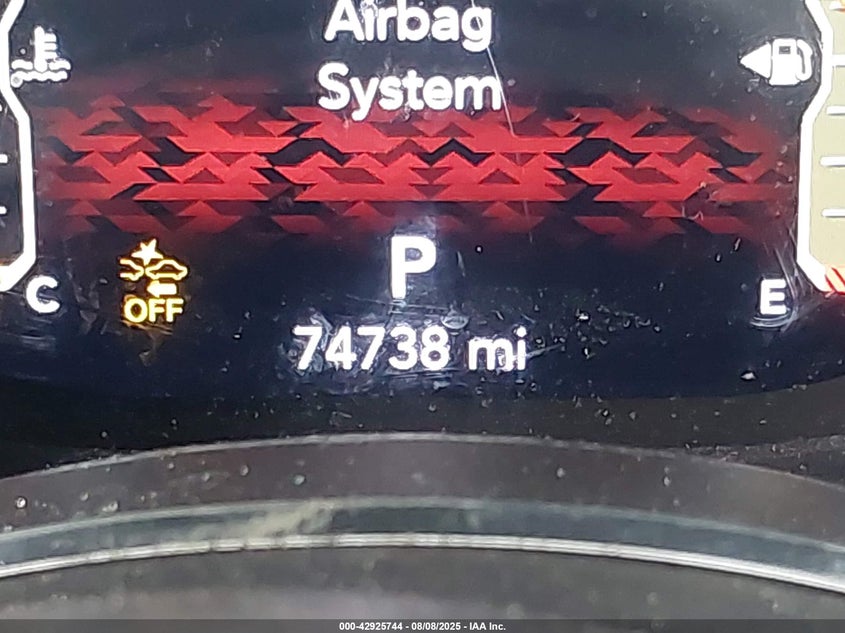 Airbag
System
P
C
OFF
E
74738 mi
000-42925744 - 08/08/2025 - IAA Inc.